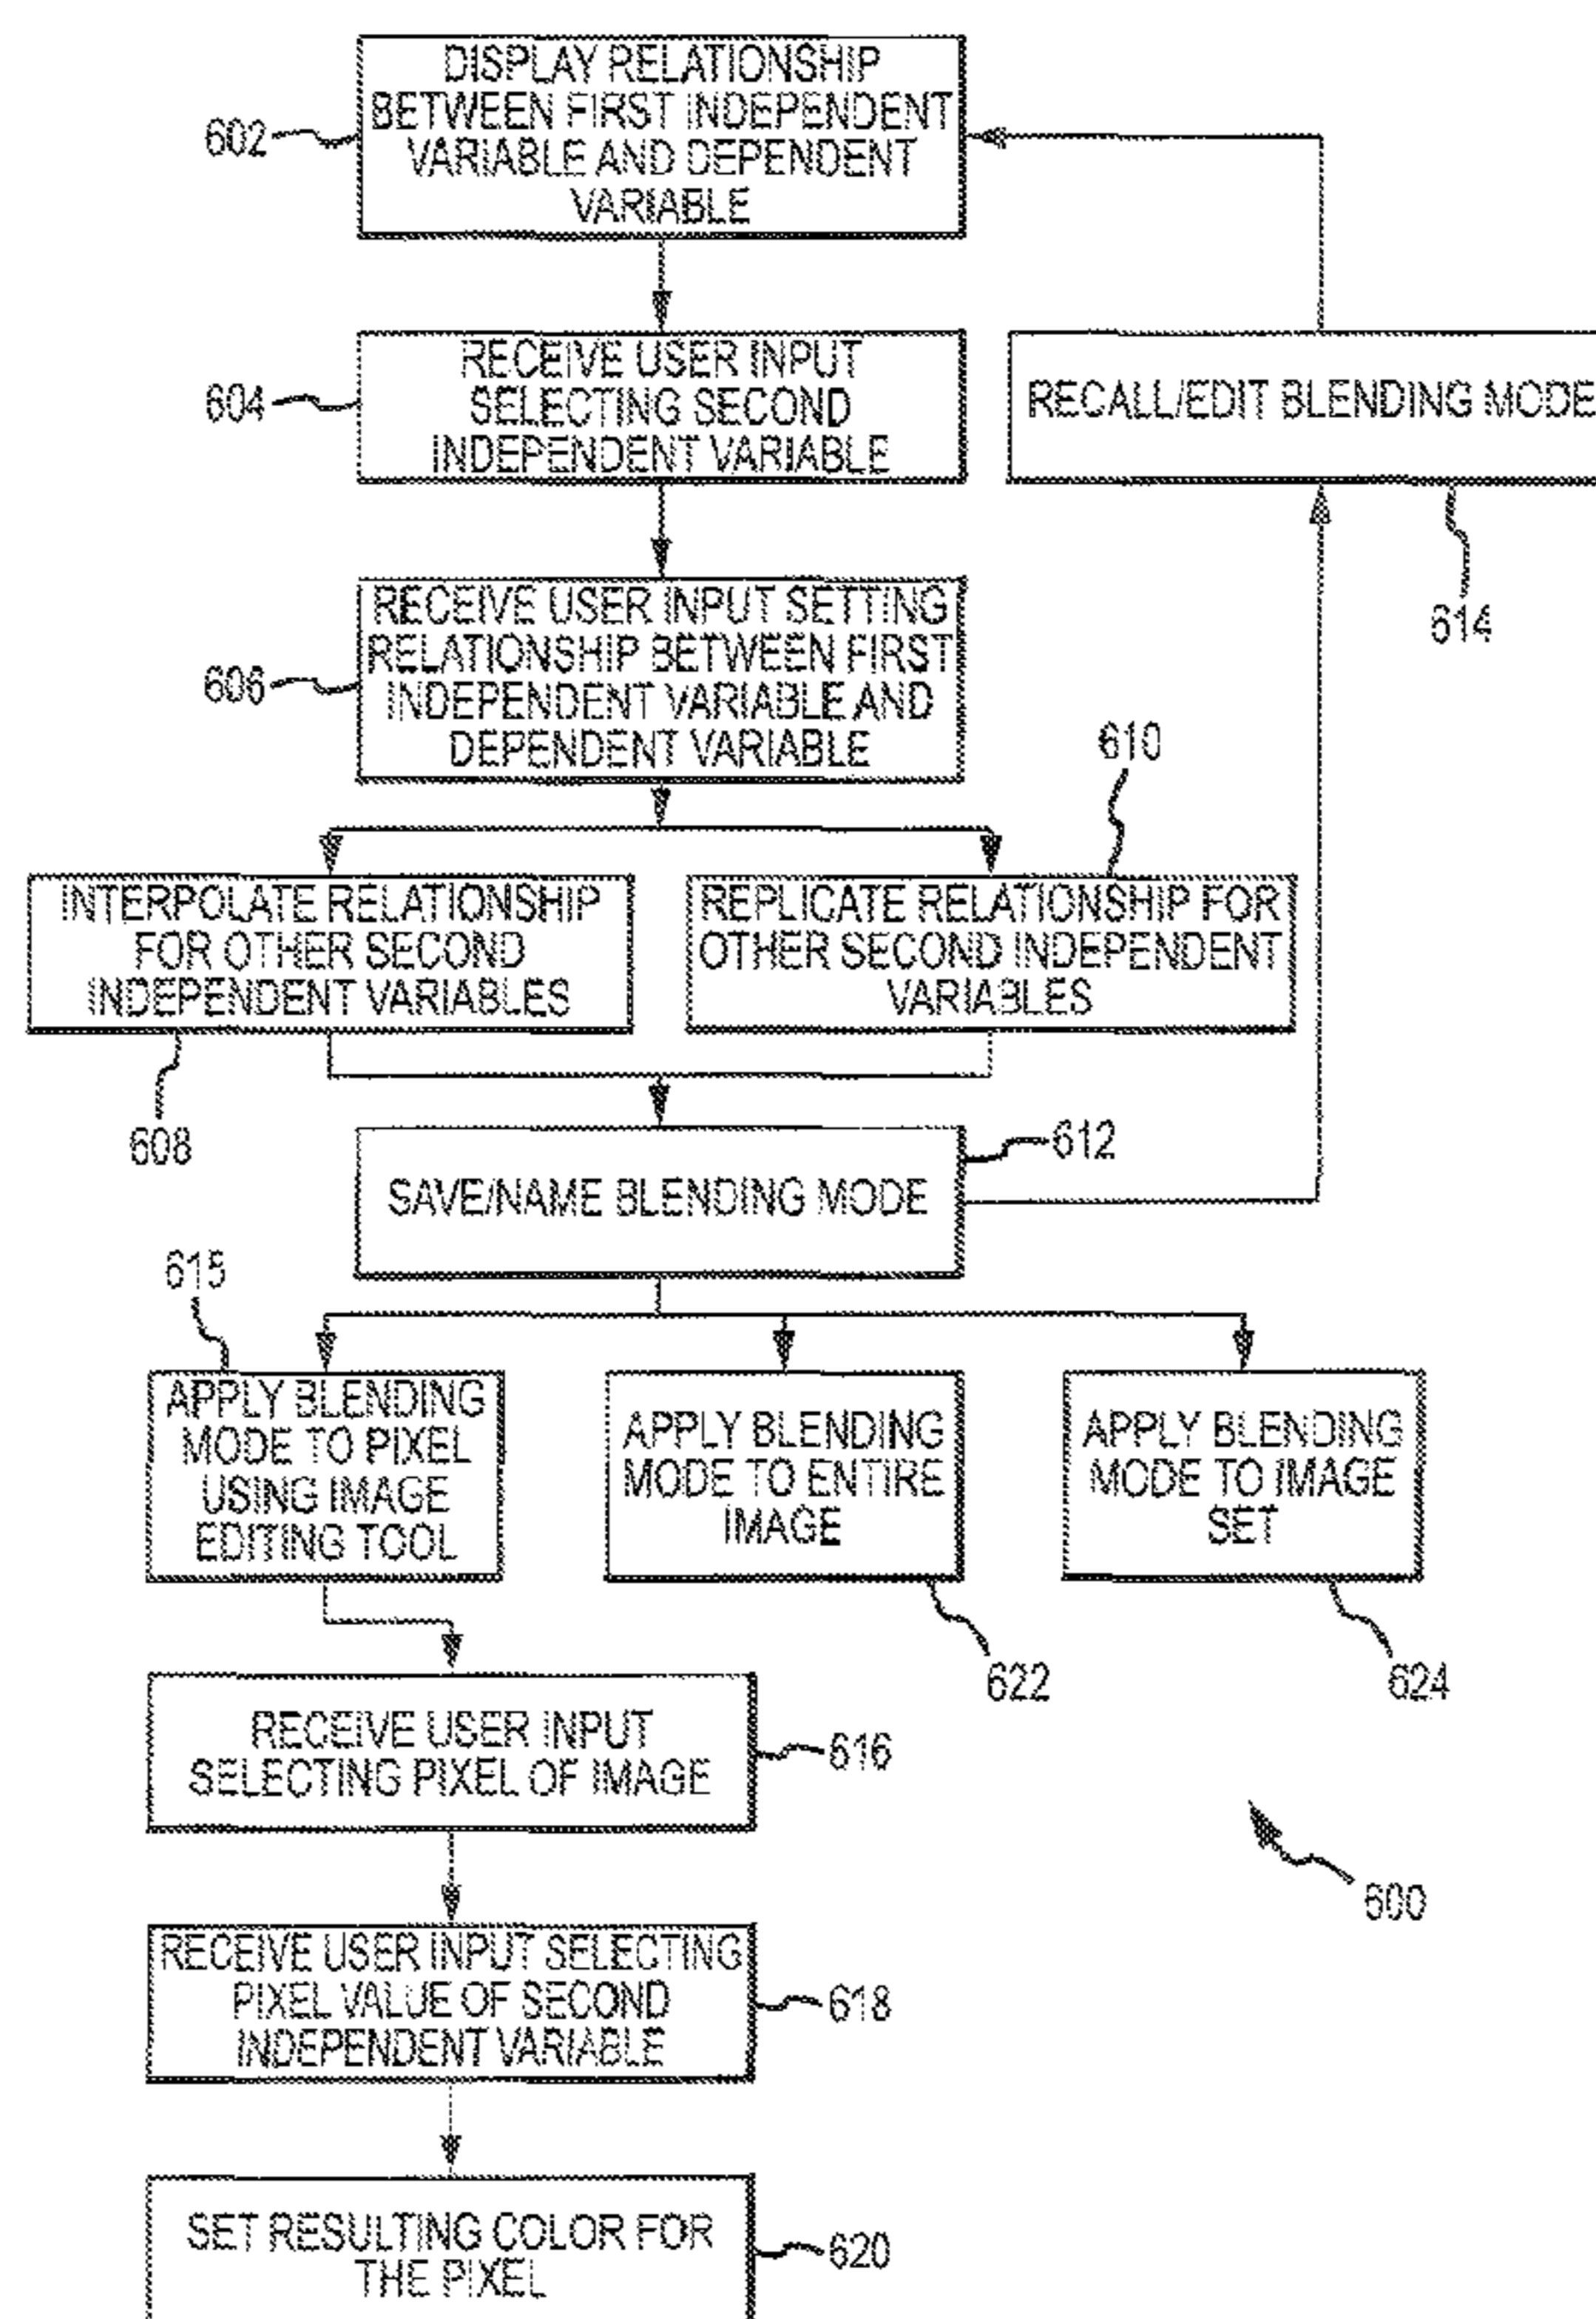 DISPLAY RELATIONSHIP
BETWEEN FIRST INDEPENDENT
VARIABLE AND DEPENDENT
VARIABLE
602
RECEIVE USER INPUT
SELECTING SECOND
INDEPENDENT VARIABLE
604
RECALL/EDIT BLENDING MODE
614
RECEIVE USER INPUT SETTING
RELATIONSHIP BETWEEN FIRST
INDEPENDENT VARIABLE AND
DEPENDENT VARIABLE
606
610
INTERPOLATE RELATIONSHIP
FOR OTHER SECOND
INDEPENDENT VARIABLES
608
REPLICATE RELATIONSHIP FOR
OTHER SECOND INDEPENDENT
VARIABLES
612
SAVE/NAME BLENDING MODE
615
APPLY BLENDING
MODE TO PIXEL
USING IMAGE
EDITING TOOL
APPLY BLENDING
MODE TO ENTIRE
IMAGE
622
APPLY BLENDING
MODE TO IMAGE
SET
624
RECEIVE USER INPUT
SELECTING PIXEL OF IMAGE
616
600
RECEIVE USER INPUT SELECTING
PIXEL VALUE OF SECOND
INDEPENDENT VARIABLE
618
SET RESULTING COLOR FOR
THE PIXEL
620